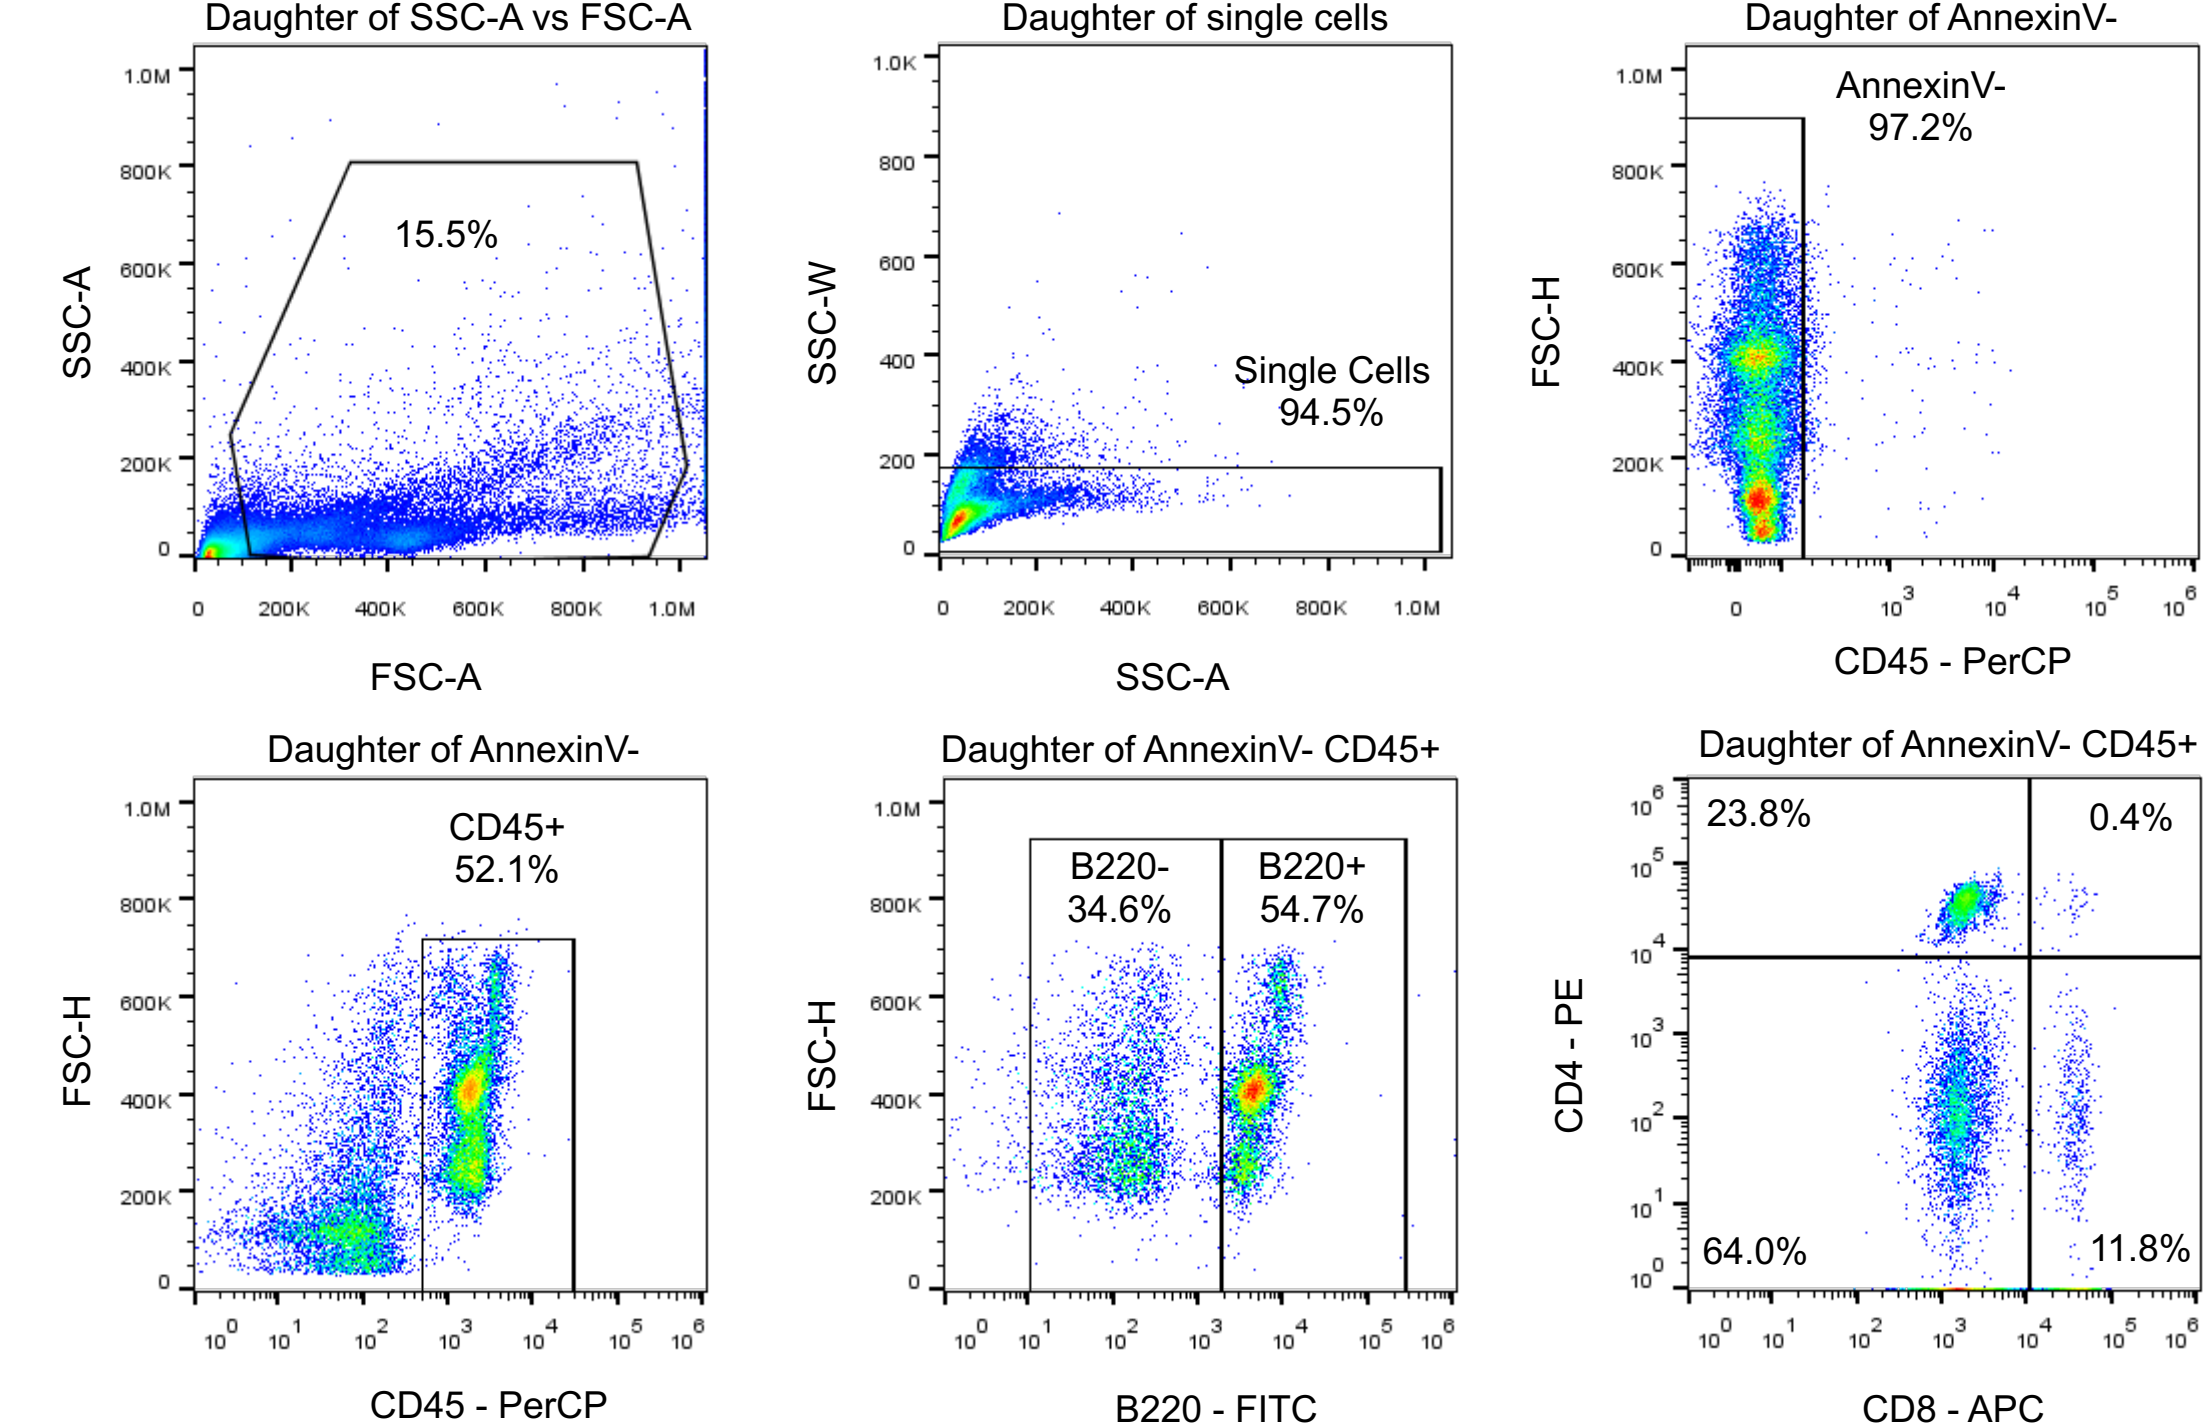 Daughter of SSC-A vs FSC-A
1.0M
800K
600K
400K
200K
0
SSC-A
15.5%
0 200K 400K 600K 800K 1.0M
FSC-A
Daughter of single cells
1.0K
800
600
400
200
0
SSC-W
Single Cells
94.5%
0 200K 400K 600K 800K 1.0M
SSC-A
Daughter of AnnexinV-
1.0M
800K
600K
400K
200K
0
FSC-H
AnnexinV-
97.2%
0 10^3 10^4 10^5 10^6
CD45 - PerCP
Daughter of AnnexinV-
1.0M
800K
600K
400K
200K
0
FSC-H
CD45+
52.1%
10^0 10^1 10^2 10^3 10^4 10^5 10^6
CD45 - PerCP
Daughter of AnnexinV- CD45+
1.0M
800K
600K
400K
200K
0
FSC-H
B220- B220+
34.6% 54.7%
10^0 10^1 10^2 10^3 10^4 10^5 10^6
B220 - FITC
Daughter of AnnexinV- CD45+
10^6
10^5
10^4
10^3
10^2
10^1
10^0
CD4 - PE
23.8% 0.4%
64.0% 11.8%
10^0 10^1 10^2 10^3 10^4 10^5 10^6
CD8 - APC